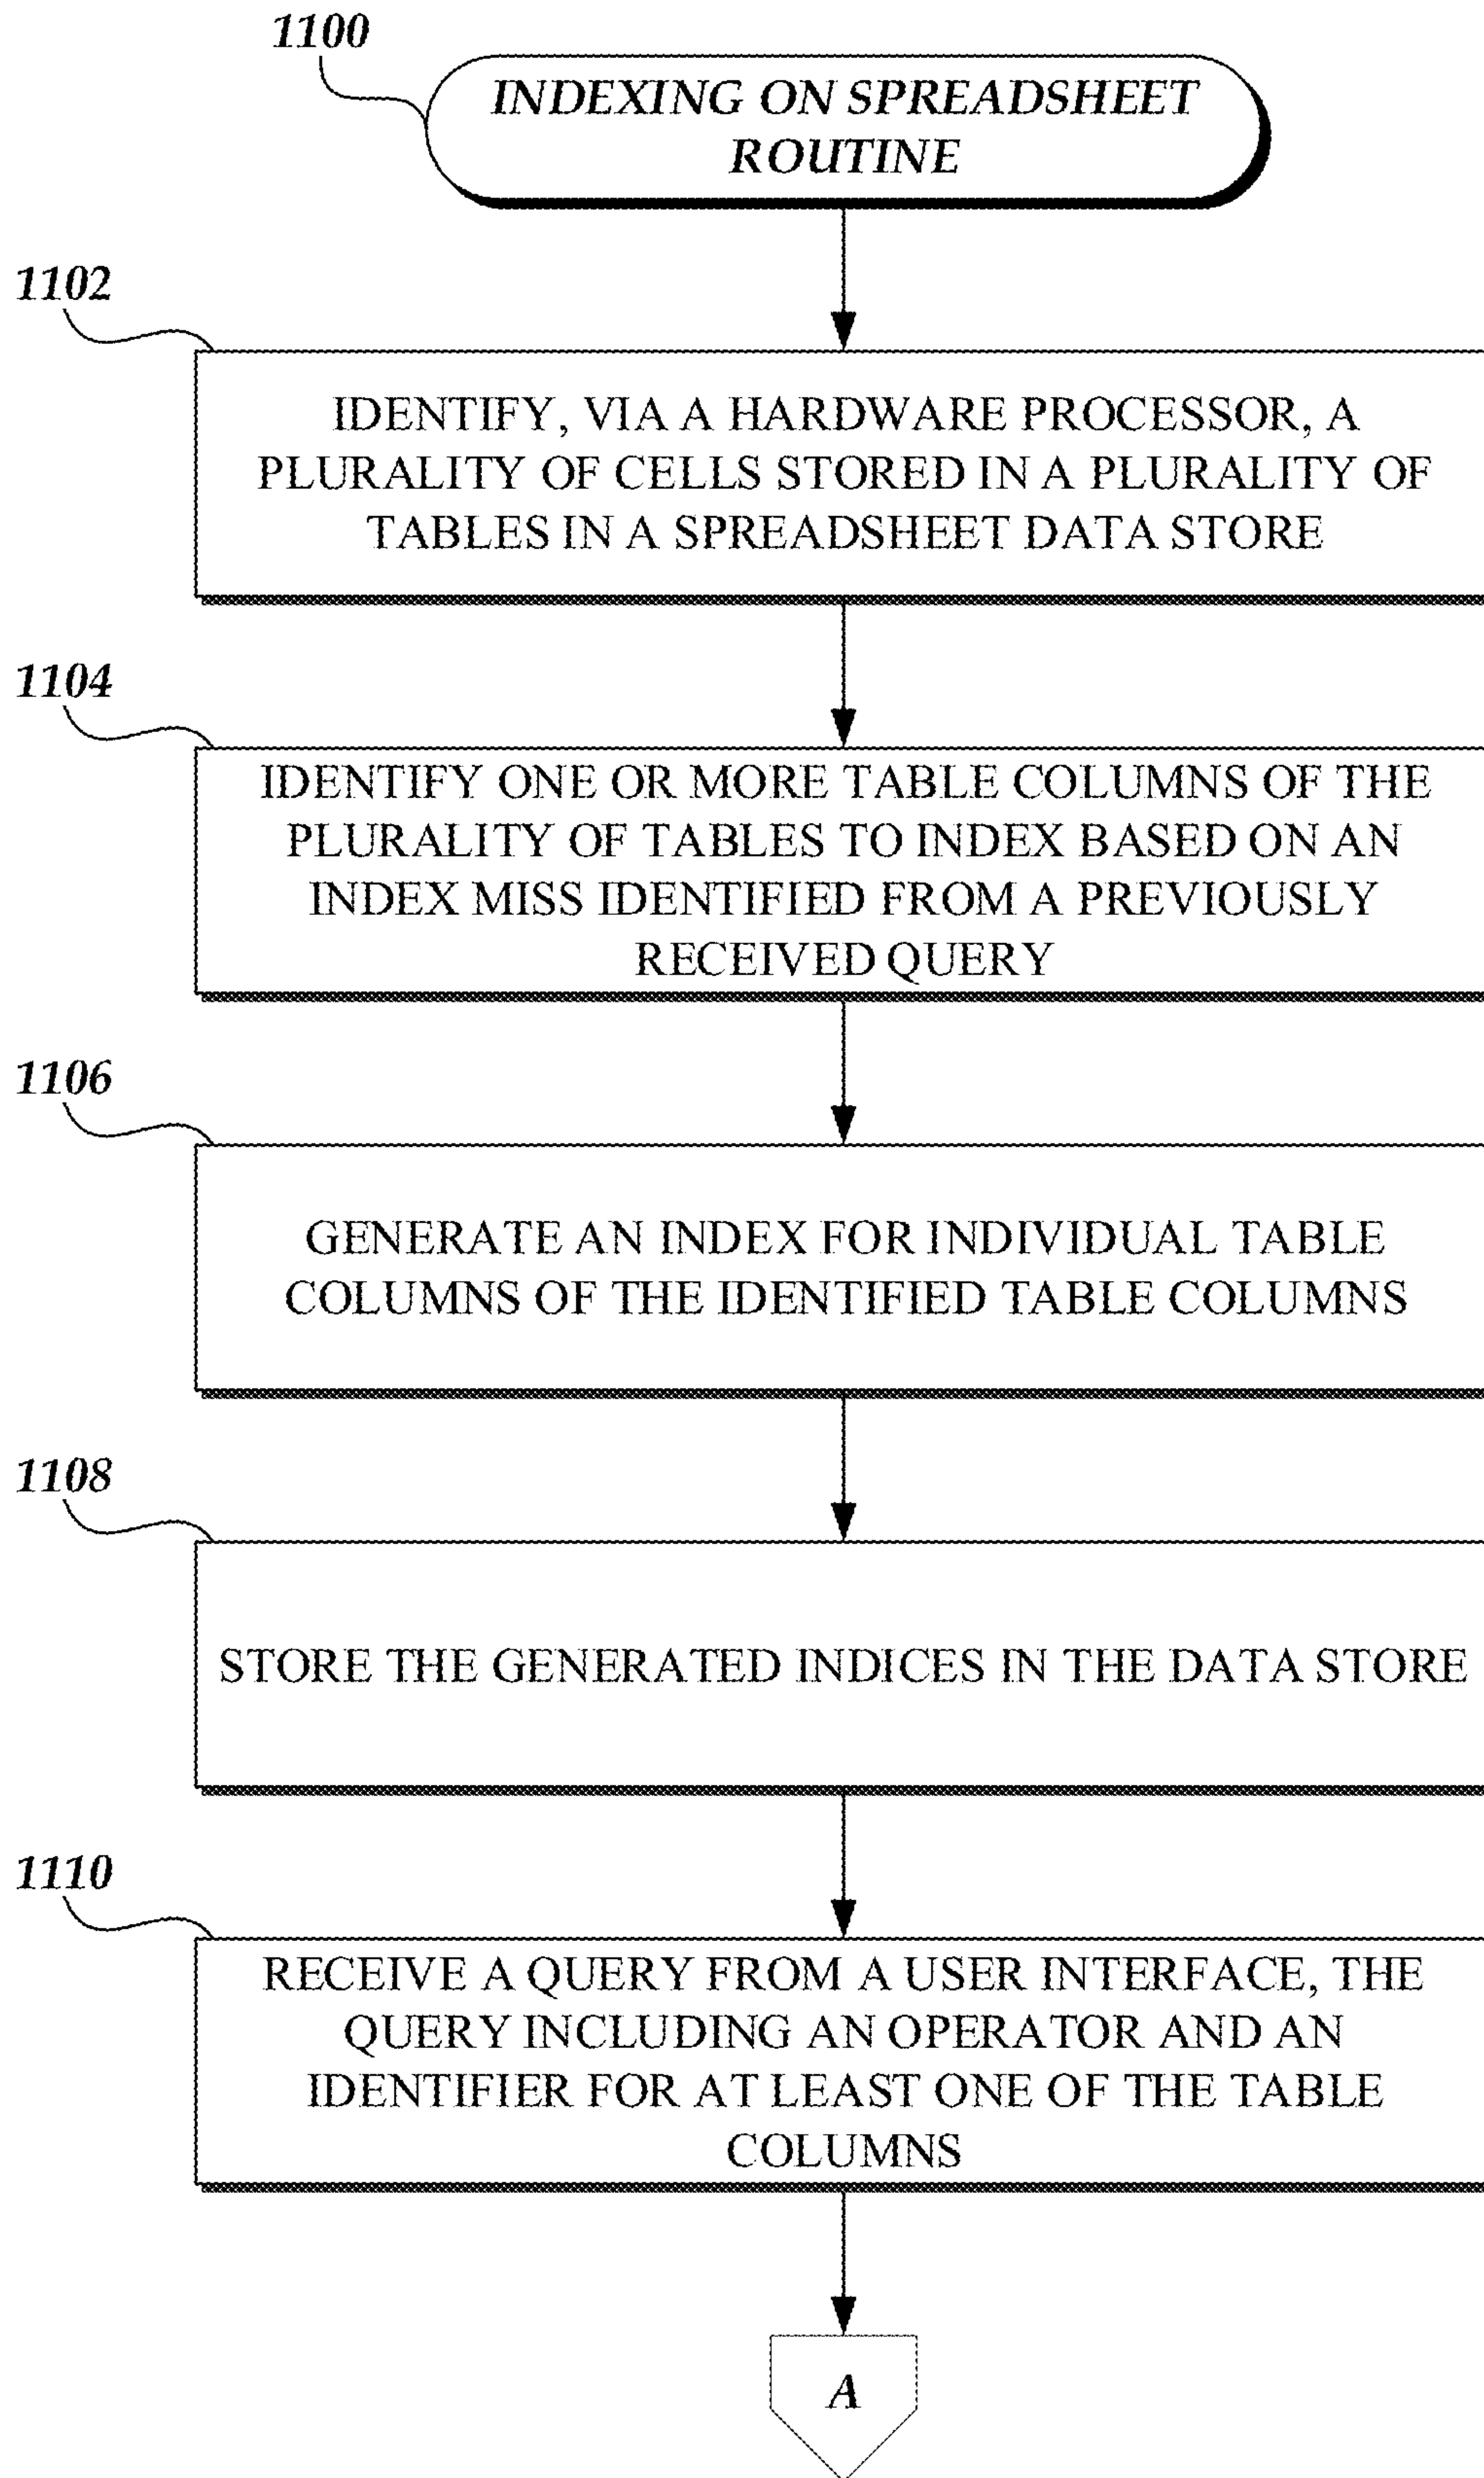 1100
INDEXING ON SPREADSHEET
ROUTINE
1102
IDENTIFY, VIA A HARDWARE PROCESSOR, A
PLURALITY OF CELLS STORED IN A PLURALITY OF
TABLES IN A SPREADSHEET DATA STORE
1104
IDENTIFY ONE OR MORE TABLE COLUMNS OF THE
PLURALITY OF TABLES TO INDEX BASED ON AN
INDEX MISS IDENTIFIED FROM A PREVIOUSLY
RECEIVED QUERY
1106
GENERATE AN INDEX FOR INDIVIDUAL TABLE
COLUMNS OF THE IDENTIFIED TABLE COLUMNS
1108
STORE THE GENERATED INDICES IN THE DATA STORE
1110
RECEIVE A QUERY FROM A USER INTERFACE, THE
QUERY INCLUDING AN OPERATOR AND AN
IDENTIFIER FOR AT LEAST ONE OF THE TABLE
COLUMNS
A